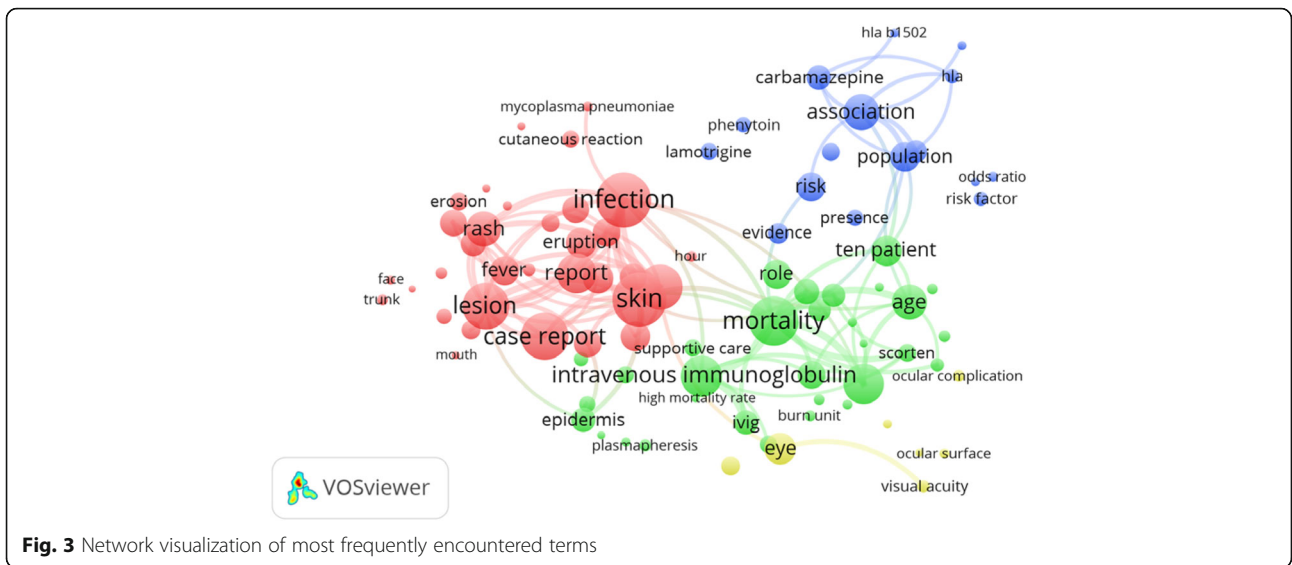 hla b1502
carbamazepine
hla
mycoplasma pneumoniae
association
phenytoin
cutaneous reaction
lamotrigine
population
odds ratio
risk
infection
risk factor
erosion
presence
rash
evidence
eruption
ten patient
hour
fever
report
role
face
trunk
skin
age
lesion
mortality
case report
supportive care
scorten
mouth
intravenous immunoglobulin
ocular complication
high mortality rate
burn unit
epidermis
ivig
plasmapheresis
eye
ocular surface
visual acuity
VOSviewer
Fig. 3 Network visualization of most frequently encountered terms